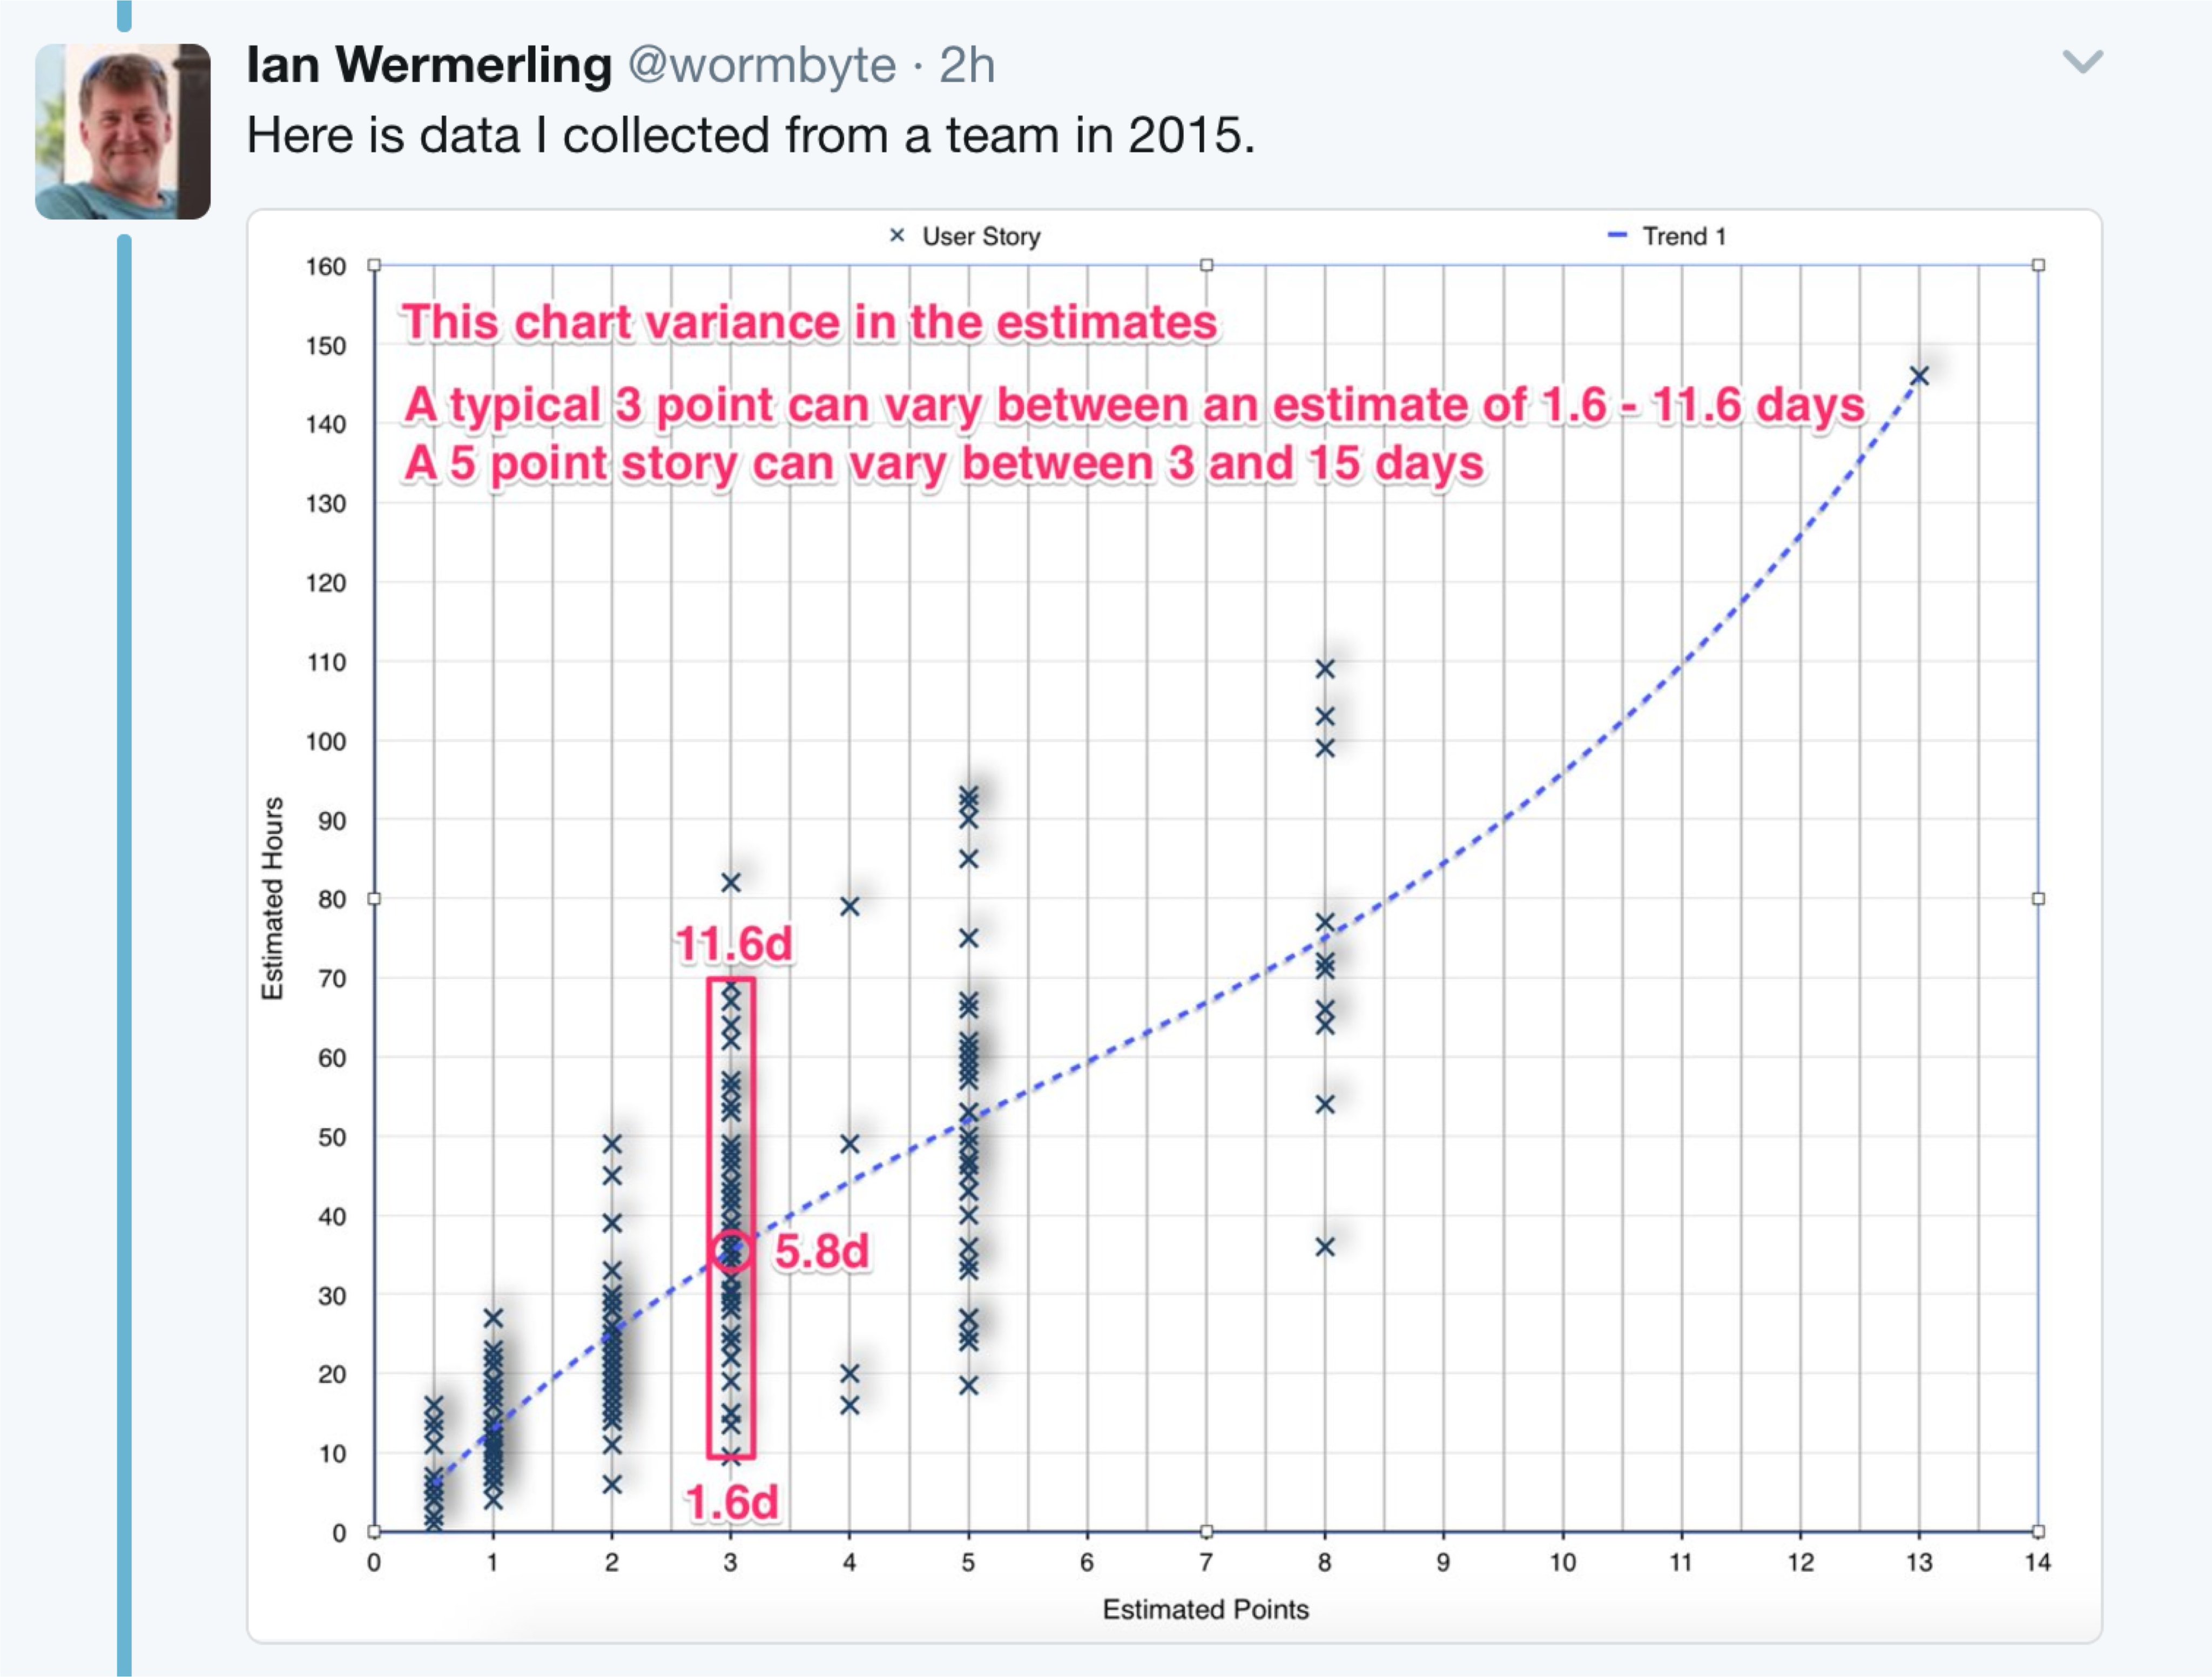 Ian Wermerling @wormbyte · 2h
Here is data I collected from a team in 2015.
User Story
Trend 1
160
This chart variance in the estimates
150
A typical 3 point can vary between an estimate of 1.6 - 11.6 days
140
A 5 point story can vary between 3 and 15 days
130
120
110
100
90
80
11.6d
70
60
50
40
5.8d
30
20
10
1.6d
0
Estimated Hours
0 1 2 3 4 5 6 7 8 9 10 11 12 13 14
Estimated Points